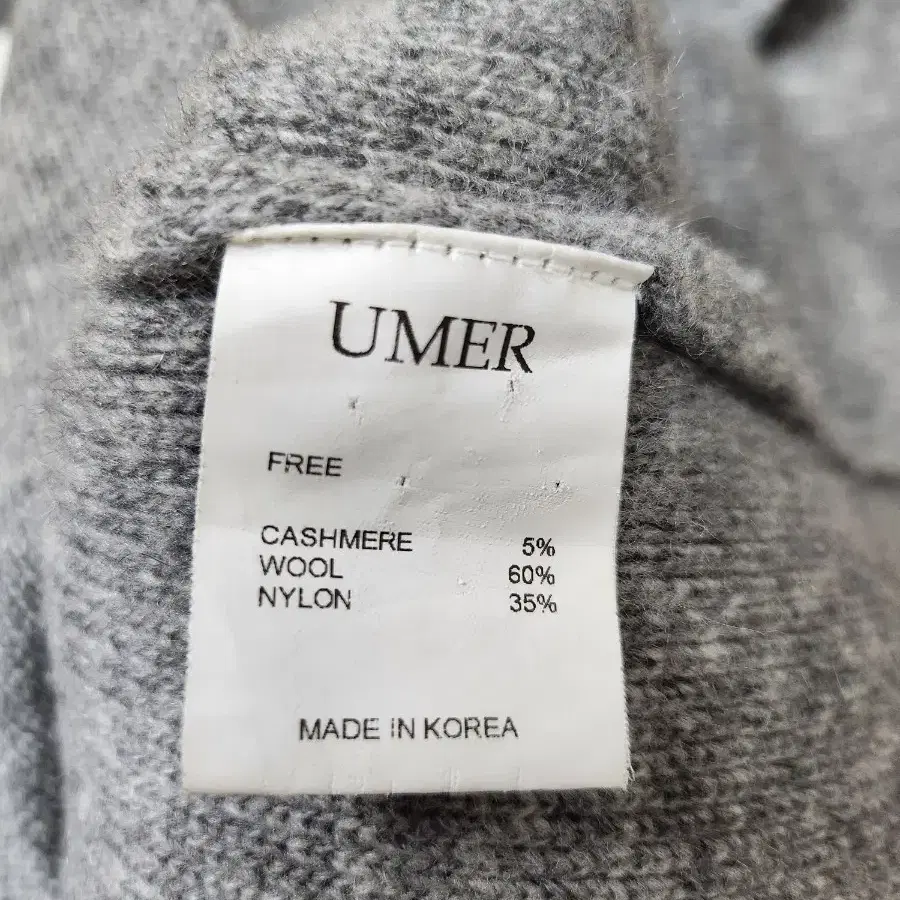 UMER
FREE
CASHMERE 5%
WOOL 60%
NYLON 35%
MADE IN KOREA